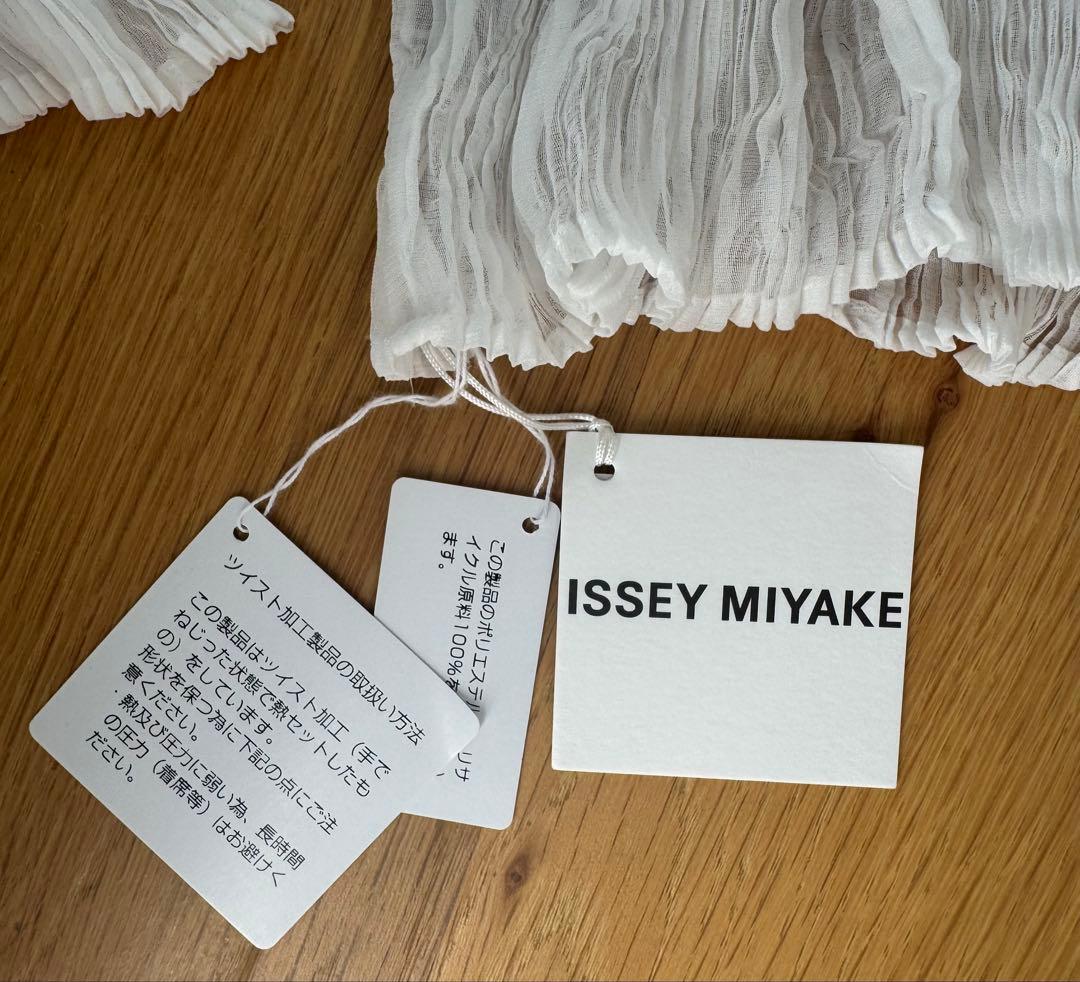 ツイスト加工製品の取扱い方法
この製品はツイスト加工（手で
ねじった状態で熱セットしたも
の）をしています。
形状を保つ為に下記の点にご注
意ください。
・熱及び圧力に弱い為、長時間
の圧力（着席等）はお避けく
ださい。
この製品のポリエステル リサ
イクル原料100%を
ます。
ISSEY MIYAKE